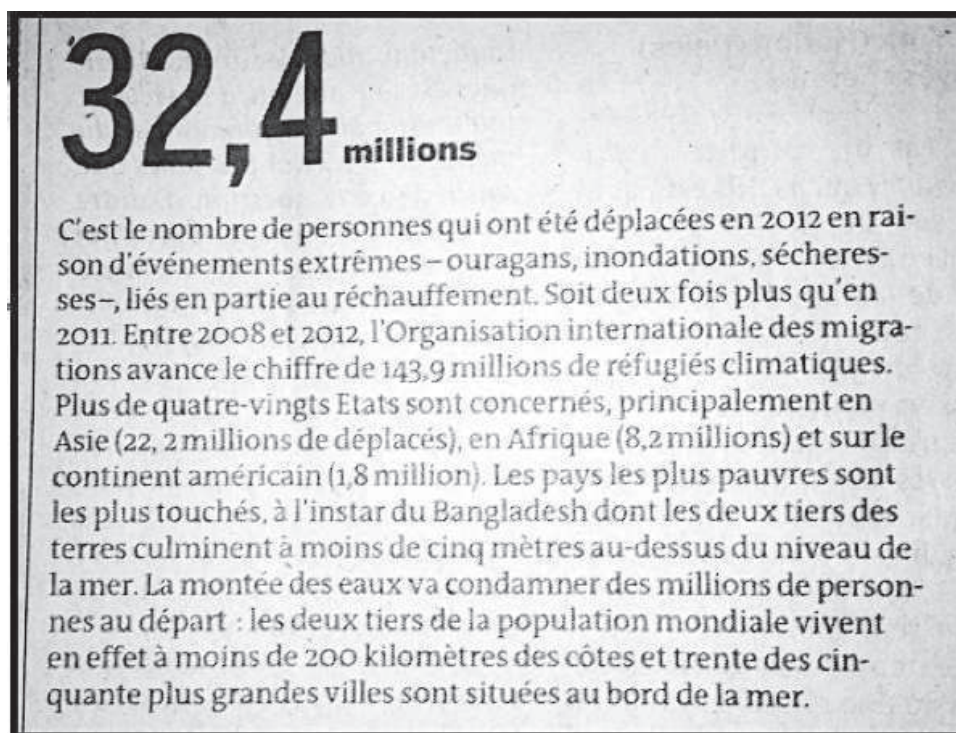 32,4 millions
C'est le nombre de personnes qui ont été déplacées en 2012 en rai-
son d'événements extrêmes – ouragans, inondations, sécheres-
ses –, liés en partie au réchauffement. Soit deux fois plus qu'en
2011. Entre 2008 et 2012, l'Organisation internationale des migra-
tions avance le chiffre de 143,9 millions de réfugiés climatiques.
Plus de quatre-vingts Etats sont concernés, principalement en
Asie (22, 2 millions de déplacés), en Afrique (8,2 millions) et sur le
continent américain (1,8 million). Les pays les plus pauvres sont
les plus touchés, à l'instar du Bangladesh dont les deux tiers des
terres culminent à moins de cinq mètres au-dessus du niveau de
la mer. La montée des eaux va condamner des millions de person-
nes au départ : les deux tiers de la population mondiale vivent
en effet à moins de 200 kilomètres des côtes et trente des cin-
quante plus grandes villes sont situées au bord de la mer.